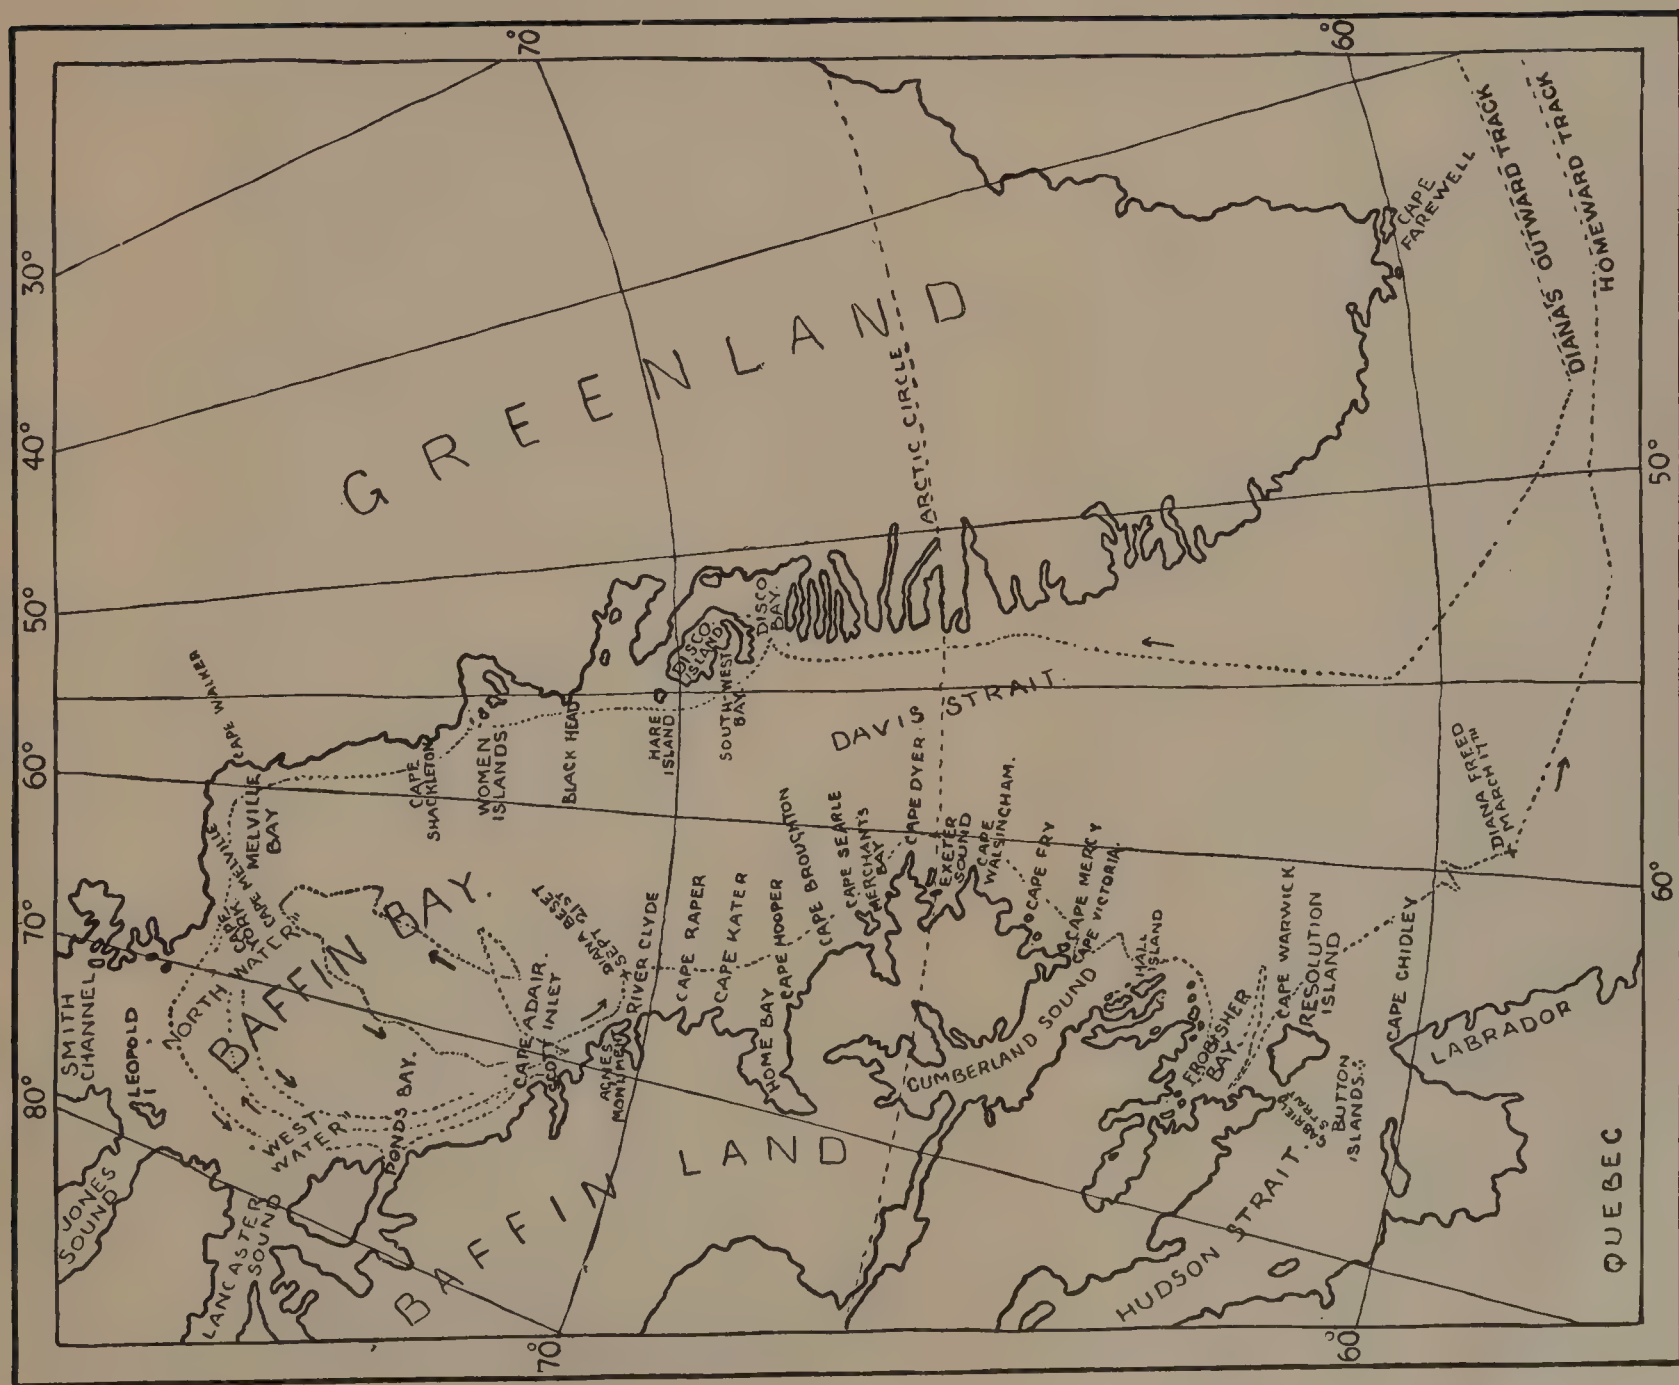 30°
40°
50°
60°
70°
80°
70°
60°
50°
60°
70°
60°
GREENLAND
ARCTIC CIRCLE
CAPE
FAREWELL
DIANA'S OUTWARD TRACK
HOMEWARD TRACK
CAPE WALKER
MELVILLE
BAY
CAPE MELVILLE
CAPE
YORK
CAPE
SHACKLETON
WOMEN
ISLANDS
BLACK HEAD
HARE
ISLAND
DISCO
ISLAND
SOUTH WEST
BAY.
DISCO
BAY.
DAVIS STRAIT.
BAFFIN BAY.
"NORTH
WATER"
SMITH
CHANNEL
LEOPOLD
I
JONES
SOUND
LANCASTER
SOUND
"WEST
WATER"
PONDS BAY.
CAPE ADAIR.
SCOTT INLET
AGNES
MONUMENT
DIANA BESET
SEPT 21ST
RIVER CLYDE
CAPE RAPER
CAPE KATER
CAPE HOOPER
HOME BAY
CAPE BROUGHTON
CAPE SEARLE
MERCHANTS
BAY
CAPE DYER
EXETER
SOUND
CAPE
WALSINCHAM.
CAPE FRY
CAPE MERCY
CAPE VICTORIA.
CUMBERLAND SOUND
HALL
ISLAND
FROBISHER
BAY
CAPE WARWICK
RESOLUTION
ISLAND
GABRIEL
STRAIT
BUTTON
ISLANDS
CAPE CHIDLEY
LABRADOR
DIANA FREED
MARCH 17TH
BAFFIN
LAND
HUDSON STRAIT.
QUEBEC